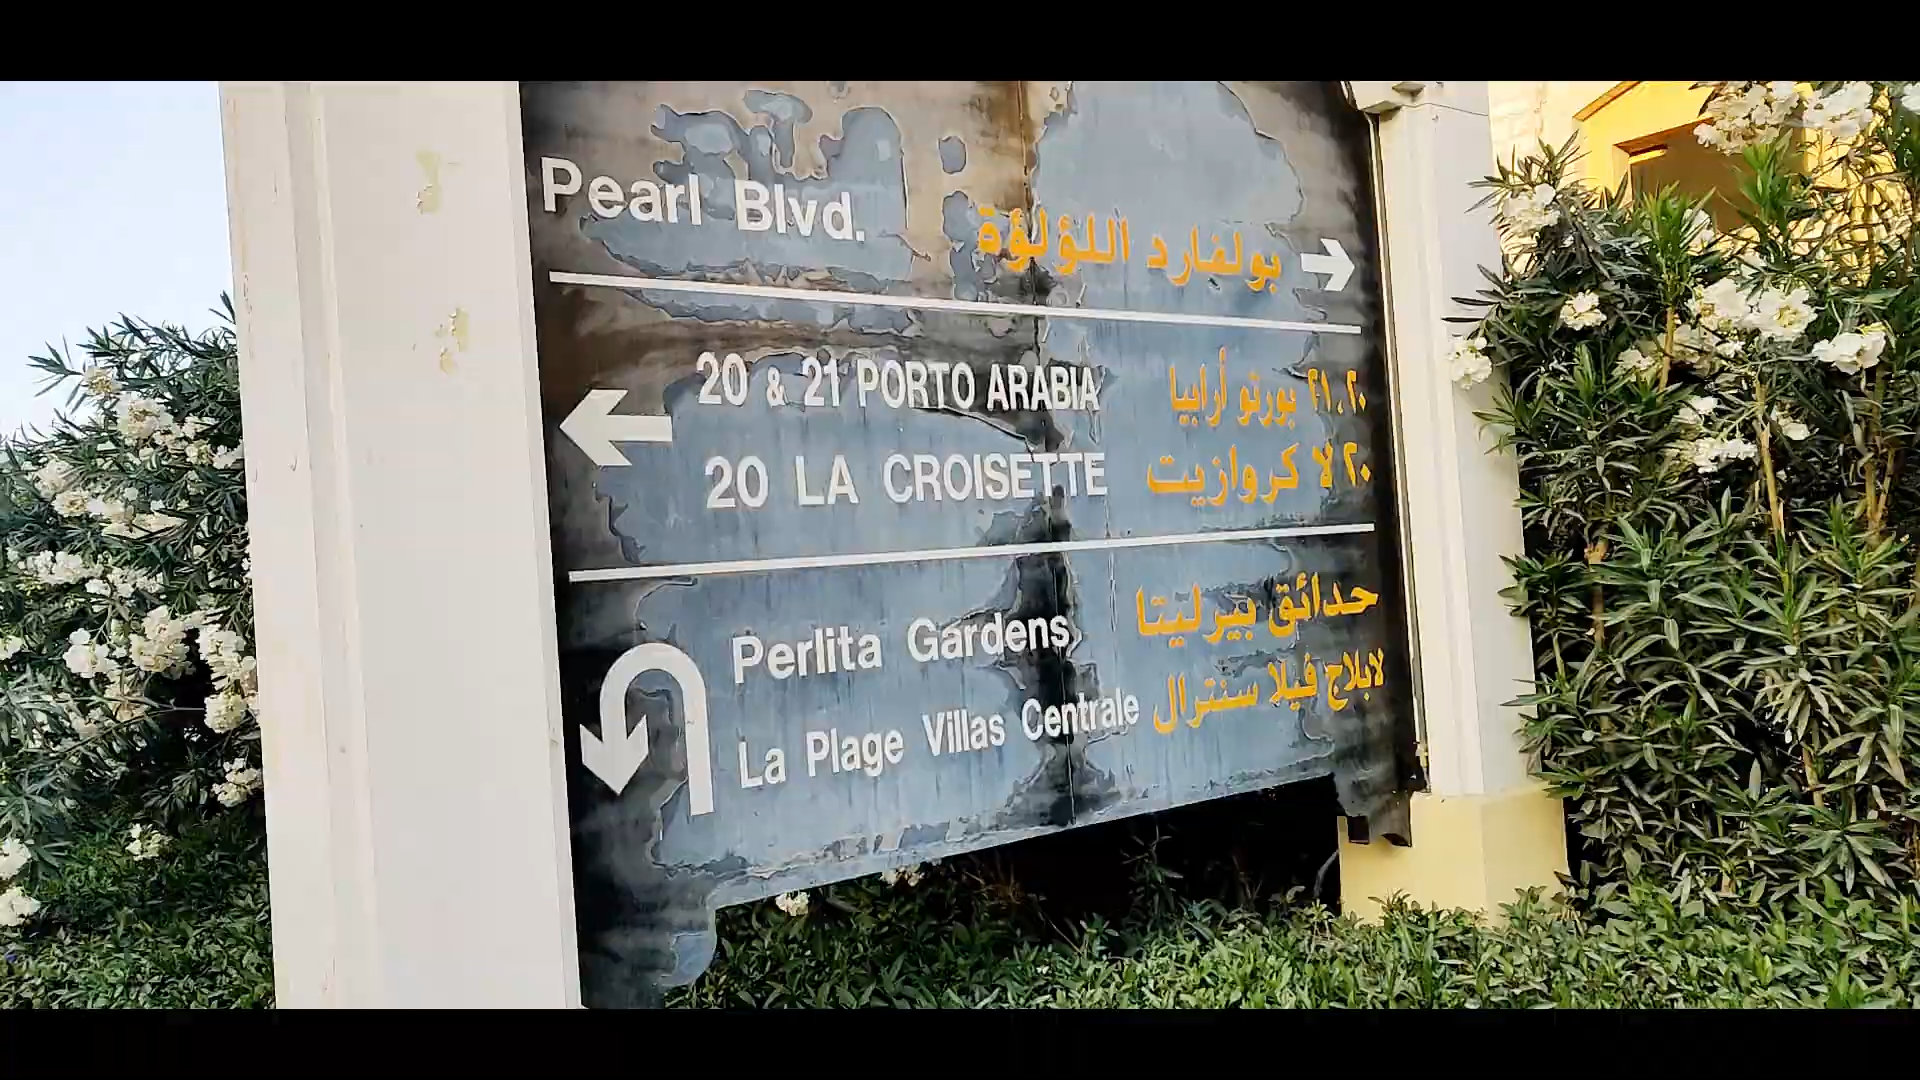 Pearl Blvd.
بولفارد اللؤلؤة
20 & 21 PORTO ARABIA
٢١،٢٠ بورتو أرابيا
20 LA CROISETTE
٢٠ لا كروازيت
Perlita Gardens
حدائق بيرليتا
La Plage Villas Centrale
لابلاج فيلا سنترال